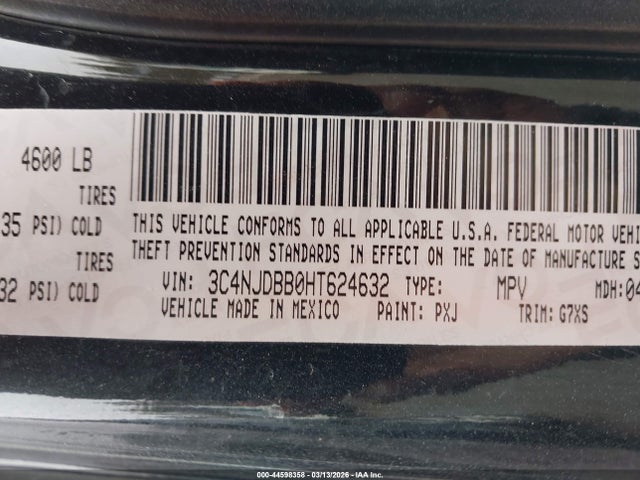 4600 LB
TIRES
35 PSI) COLD
TIRES
32 PSI) COLD
THIS VEHICLE CONFORMS TO ALL APPLICABLE U.S.A. FEDERAL MOTOR VEHI
THEFT PREVENTION STANDARDS IN EFFECT ON THE DATE OF MANUFACTURE S
VIN: 3C4NJDBB0HT624632 TYPE: MPV MDH:04
VEHICLE MADE IN MEXICO PAINT: PXJ TRIM: G7XS
000-44598358 - 03/13/2026 - IAA Inc.